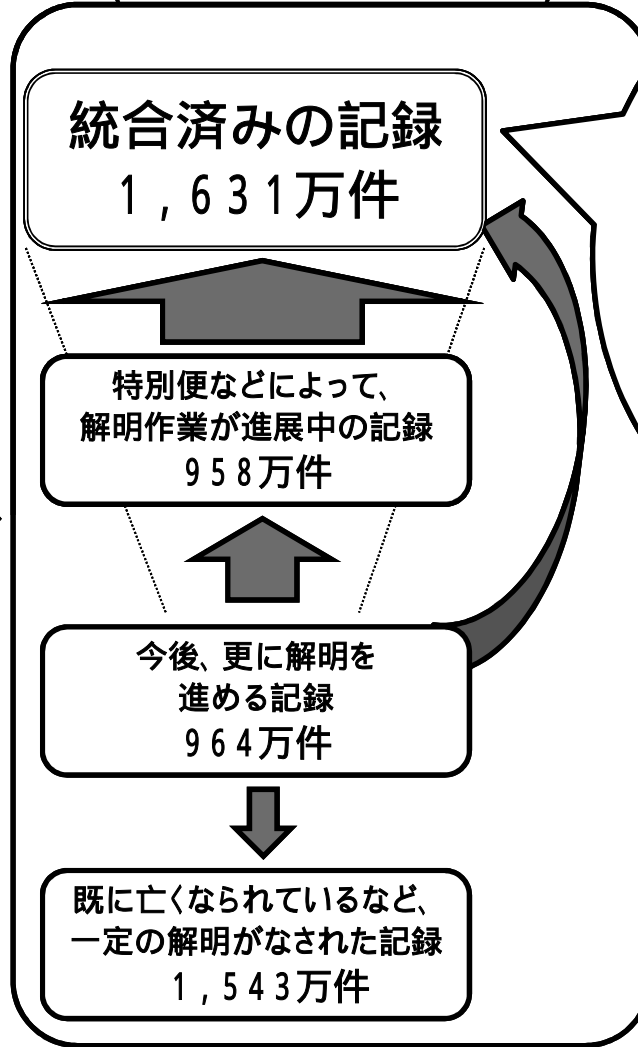 統合済みの記録
1,631万件
特別便などによって、
解明作業が進展中の記録
958万件
今後、更に解明を
進める記録
964万件
既に亡くなられているなど、
一定の解明がなされた記録
1,543万件